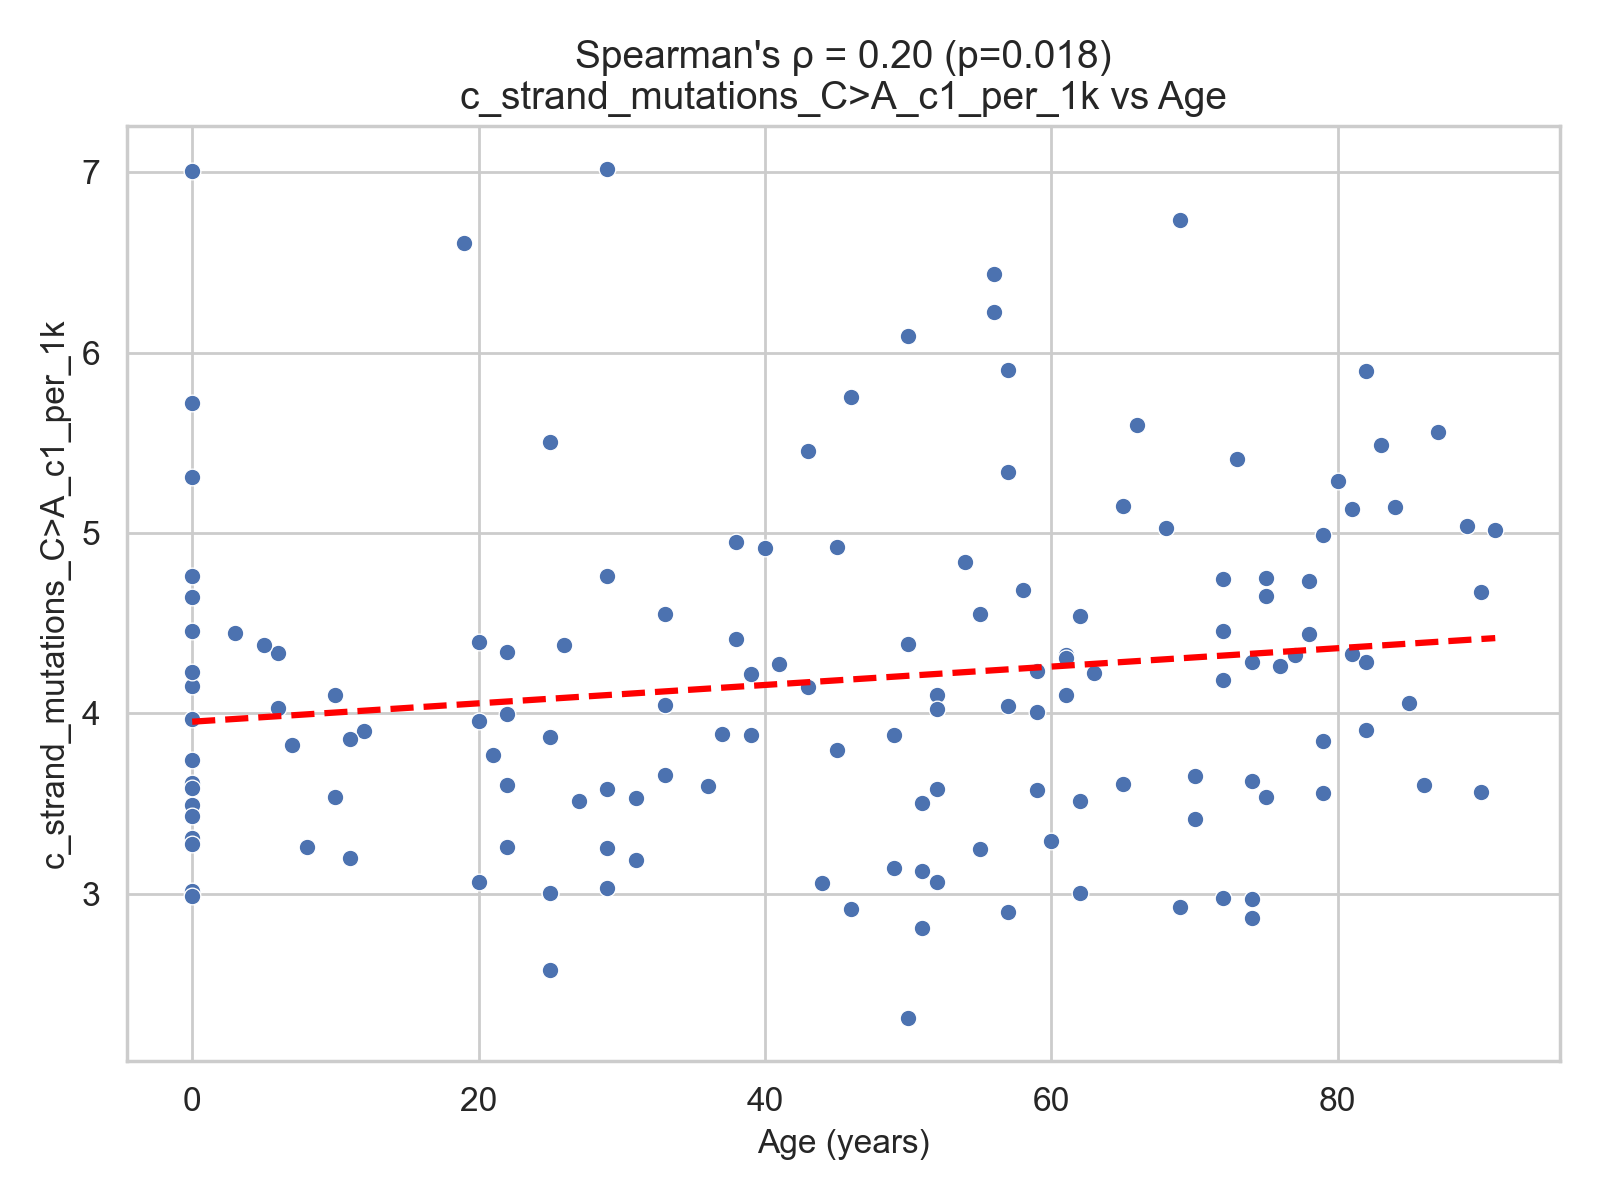 Spearman's ρ = 0.20 (p=0.018)
c_strand_mutations_C>A_c1_per_1k vs Age
c_strand_mutations_C>A_c1_per_1k
7
6
5
4
3
0
20
40
60
80
Age (years)